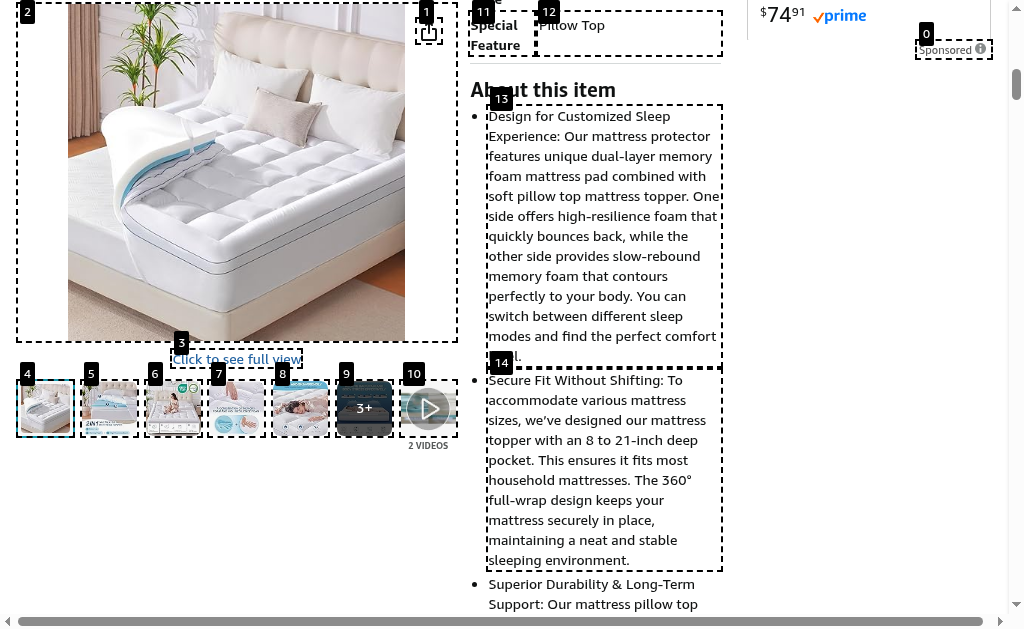 Special
Feature
Pillow Top
$74.91
prime
Sponsored
About this item
Design for Customized Sleep
Experience: Our mattress protector
features unique dual-layer memory
foam mattress pad combined with
soft pillow top mattress topper. One
side offers high-resilience foam that
quickly bounces back, while the
other side provides slow-rebound
memory foam that contours
perfectly to your body. You can
switch between different sleep
modes and find the perfect comfort
Secure Fit Without Shifting: To
accommodate various mattress
sizes, we’ve designed our mattress
topper with an 8 to 21-inch deep
pocket. This ensures it fits most
household mattresses. The 360°
full-wrap design keeps your
mattress securely in place,
maintaining a neat and stable
sleeping environment.
Superior Durability & Long-Term
Support: Our mattress pillow top
Click to see full view
3+
2 VIDEOS
0
1
2
3
4
5
6
7
8
9
10
11
12
13
14